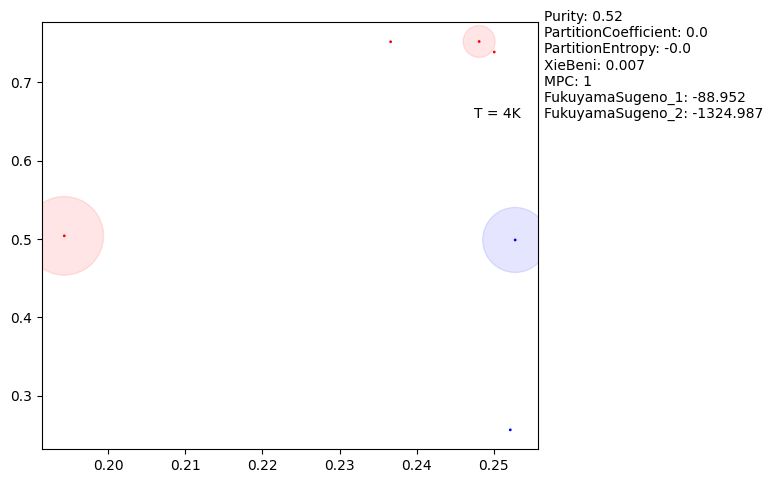 Purity: 0.52
PartitionCoefficient: 0.0
PartitionEntropy: -0.0
XieBeni: 0.007
MPC: 1
FukuyamaSugeno_1: -88.952
FukuyamaSugeno_2: -1324.987
T = 4K
0.7
0.6
0.5
0.4
0.3
0.20 0.21 0.22 0.23 0.24 0.25